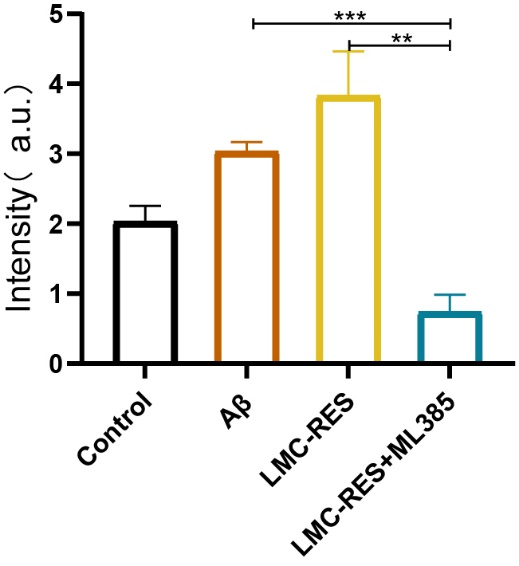 ***
**
5
4
3
2
1
0
Intensity( a.u.)
Control
Aβ
LMC-RES
LMC-RES+ML385